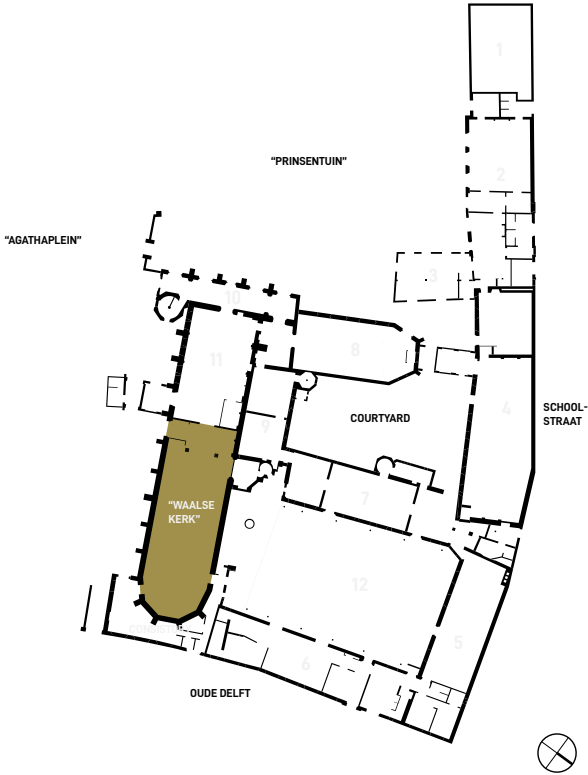 1
"PRINSENTUIN"
2
"AGATHAPLEIN"
3
10
8
11
4
SCHOOL-
STRAAT
COURTYARD
9
7
"WAALSE
KERK"
12
5
6
OUDE DELFT